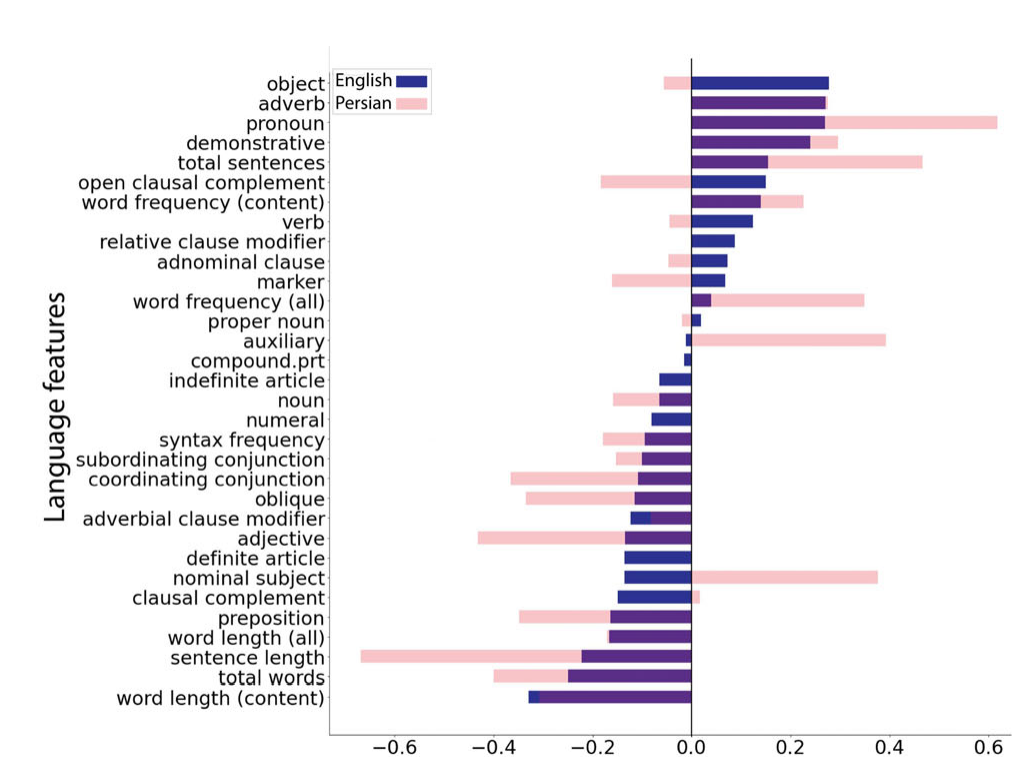 English
Persian
object
adverb
pronoun
demonstrative
total sentences
open clausal complement
word frequency (content)
verb
relative clause modifier
adnominal clause
marker
word frequency (all)
proper noun
auxiliary
compound.prt
indefinite article
noun
numeral
syntax frequency
subordinating conjunction
coordinating conjunction
oblique
adverbial clause modifier
adjective
definite article
nominal subject
clausal complement
preposition
word length (all)
sentence length
total words
word length (content)
Language features
−0.6 −0.4 −0.2 0.0 0.2 0.4 0.6